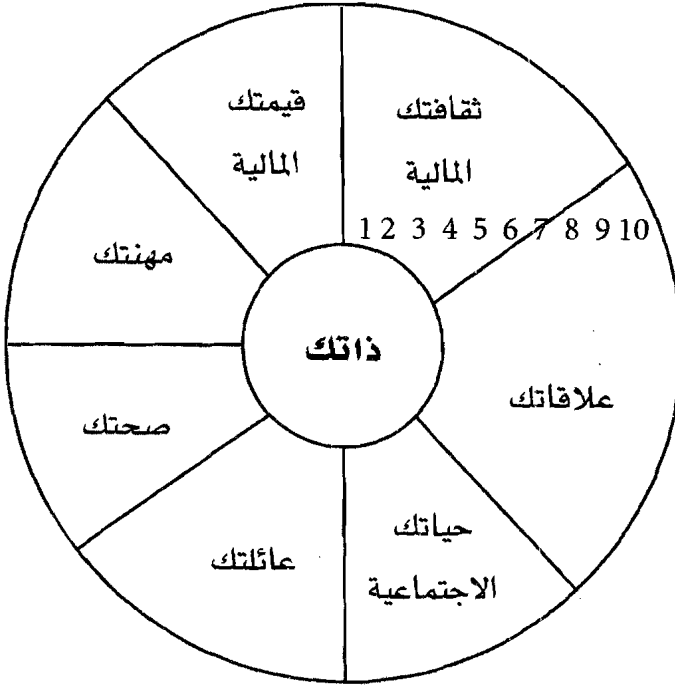 ثقافتك
المالية
1 2 3 4 5 6 7 8 9 10
علاقاتك
حياتك
الاجتماعية
عائلتك
صحتك
مهنتك
قيمتك
المالية
ذاتك